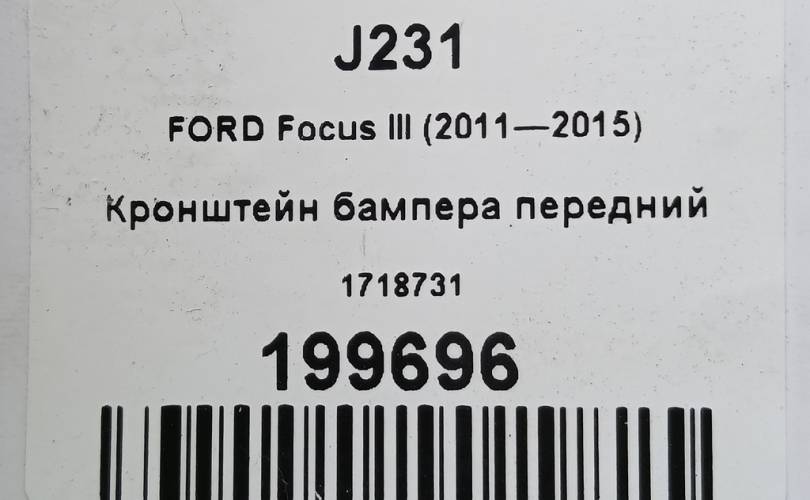 J231
FORD Focus III (2011—2015)
Кронштейн бампера передний
1718731
199696